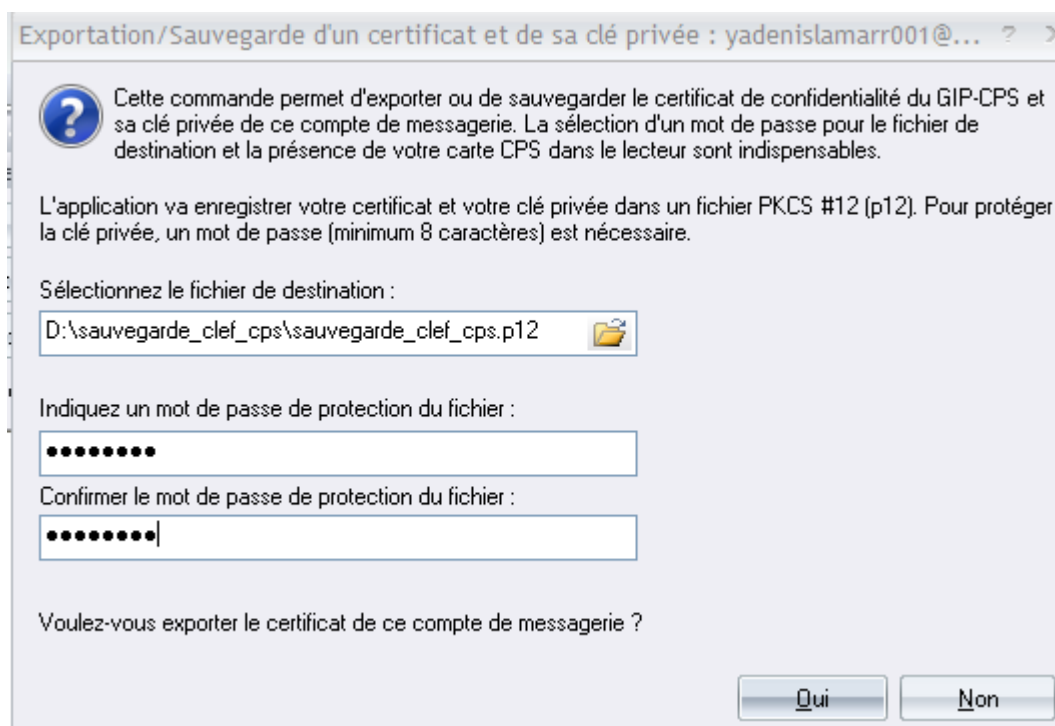 Exportation/Sauvegarde d'un certificat et de sa clé privée : yadenislamarr001@...
Cette commande permet d'exporter ou de sauvegarder le certificat de confidentialité du GIP-CPS et
sa clé privée de ce compte de messagerie. La sélection d'un mot de passe pour le fichier de
destination et la présence de votre carte CPS dans le lecteur sont indispensables.
L'application va enregistrer votre certificat et votre clé privée dans un fichier PKCS #12 (p12). Pour protéger
la clé privée, un mot de passe (minimum 8 caractères) est nécessaire.
Sélectionnez le fichier de destination :
D:\sauvegarde_clef_cps\sauvegarde_clef_cps.p12
Indiquez un mot de passe de protection du fichier :
●●●●●●●●
Confirmer le mot de passe de protection du fichier :
●●●●●●●●
Voulez-vous exporter le certificat de ce compte de messagerie ?
Oui Non